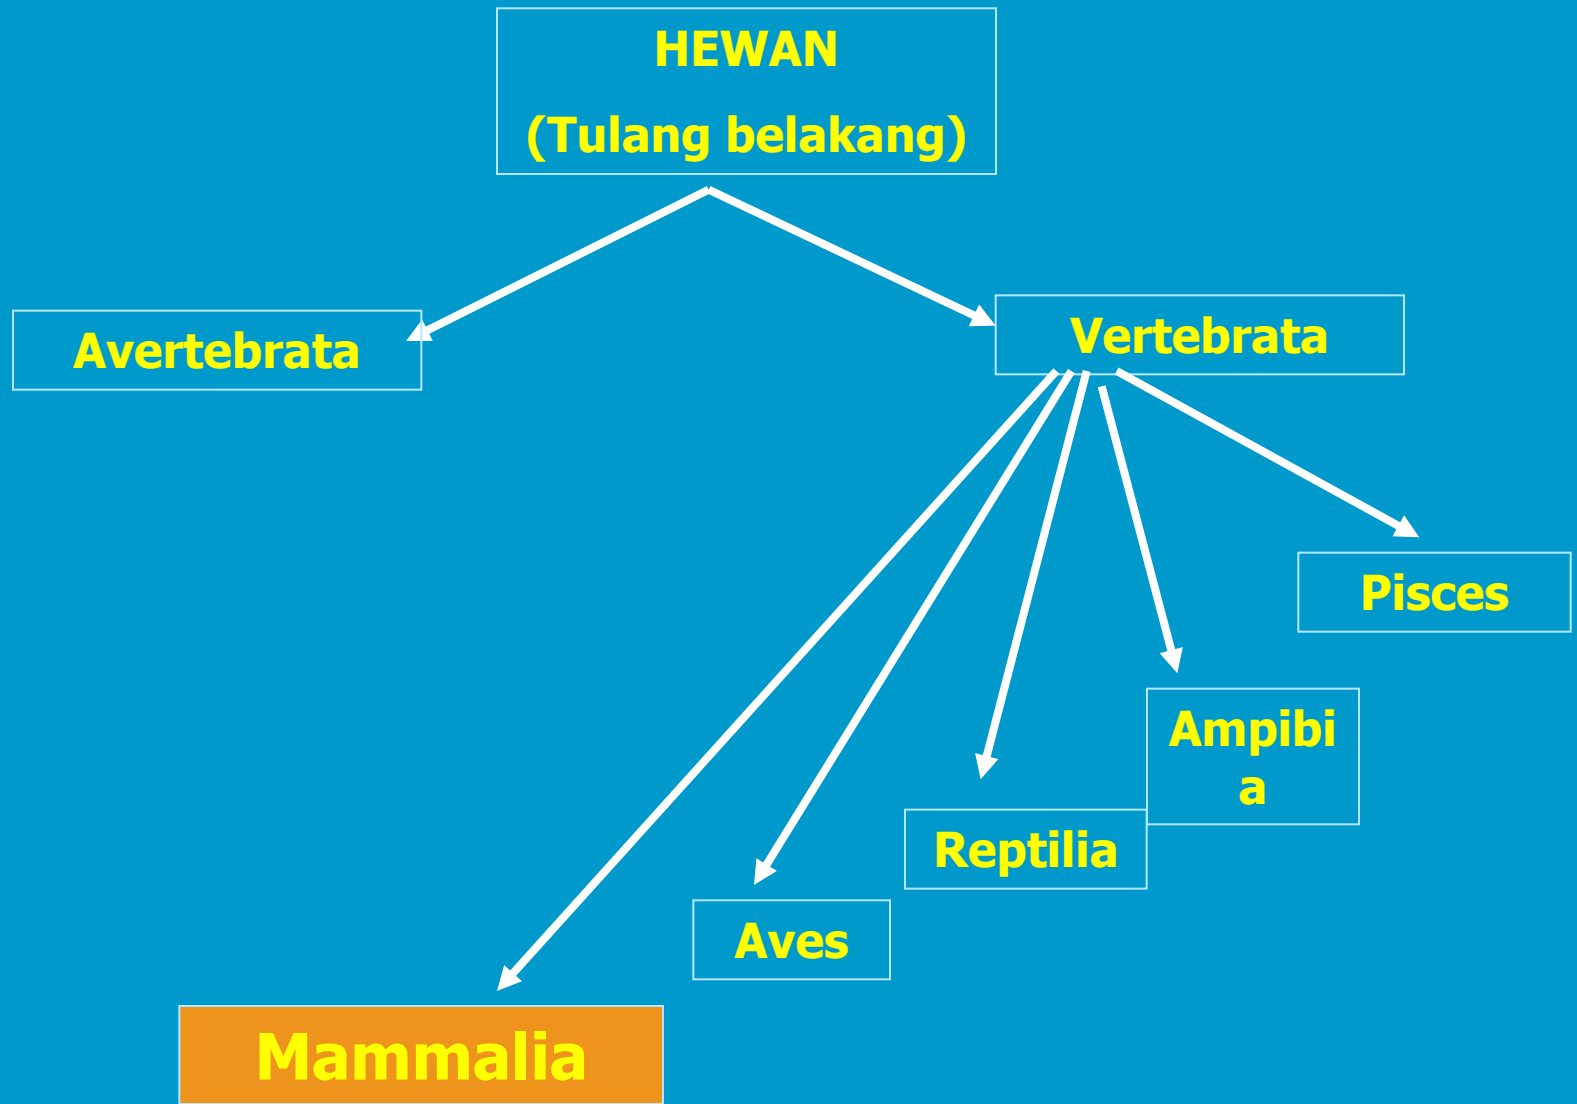 HEWAN
(Tulang belakang)
Avertebrata
Vertebrata
Pisces
Ampibi
a
Reptilia
Aves
Mammalia